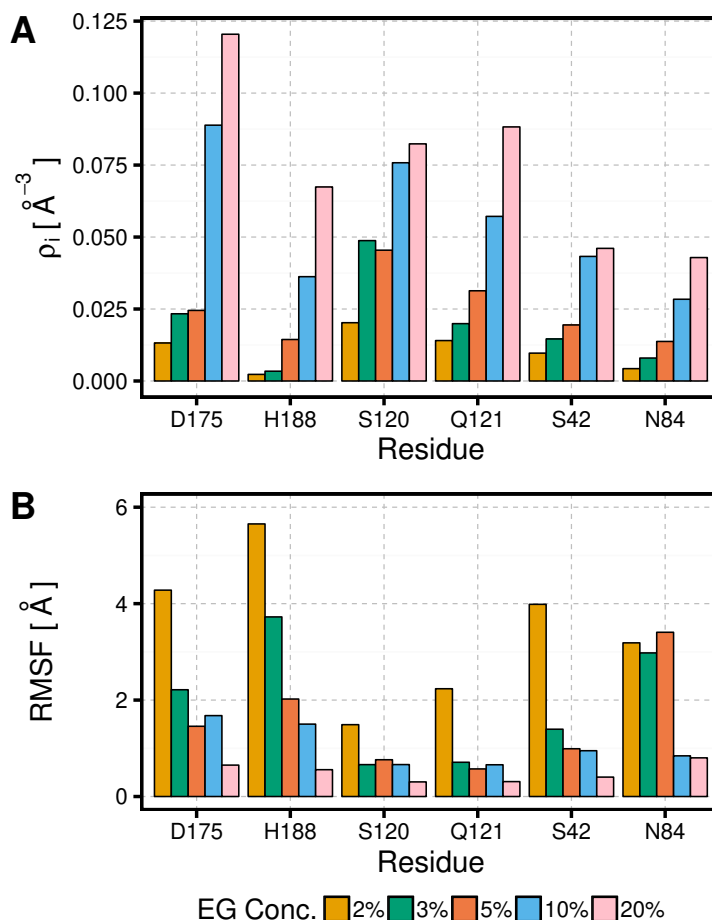 A
ρi [ Å−3 ]
0.125
0.100
0.075
0.050
0.025
0.000
D175 H188 S120 Q121 S42 N84
Residue
B
RMSF [ Å ]
6
4
2
0
D175 H188 S120 Q121 S42 N84
Residue
EG Conc. 2% 3% 5% 10% 20%